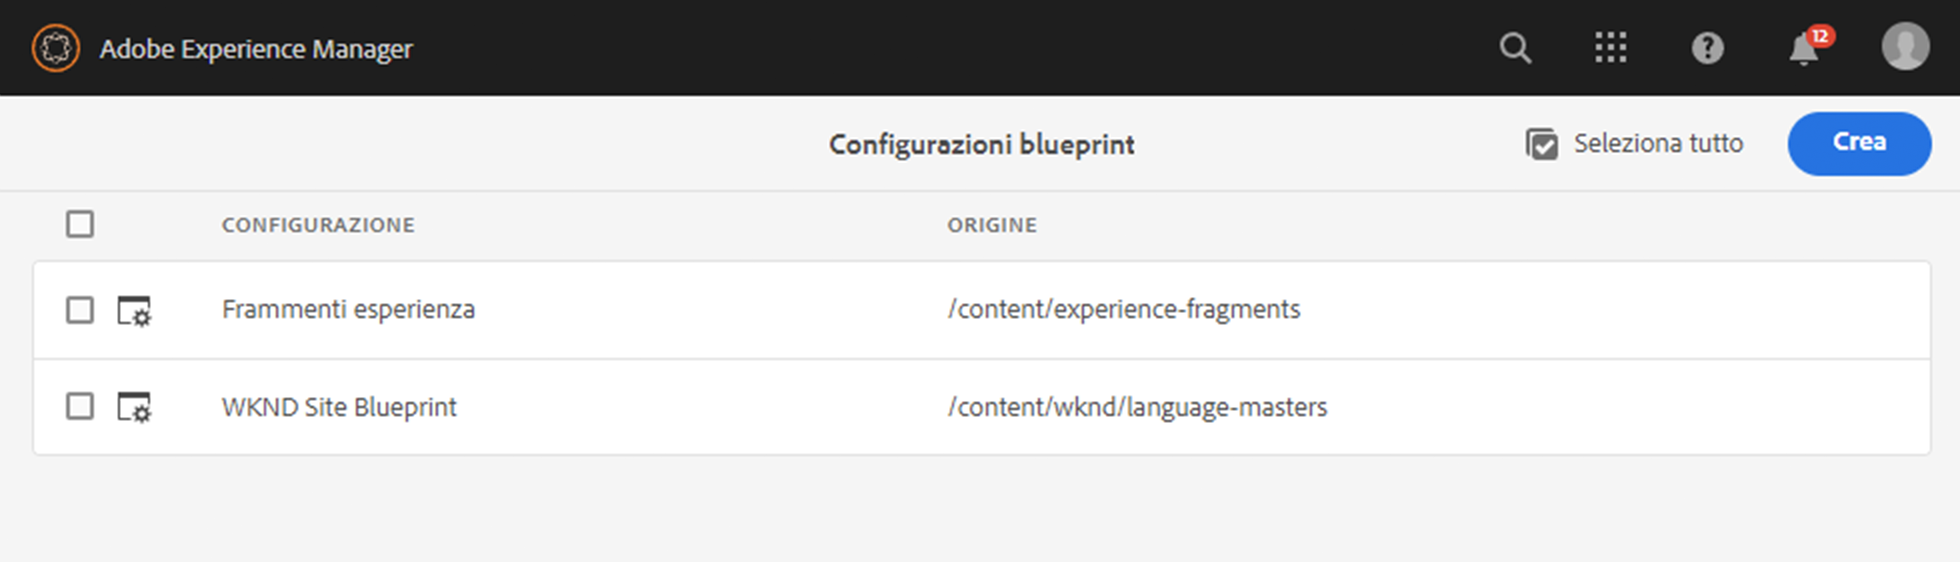 Adobe Experience Manager
12
Configurazioni blueprint
Seleziona tutto
Crea
CONFIGURAZIONE ORIGINE
Frammenti esperienza /content/experience-fragments
WKND Site Blueprint /content/wknd/language-masters